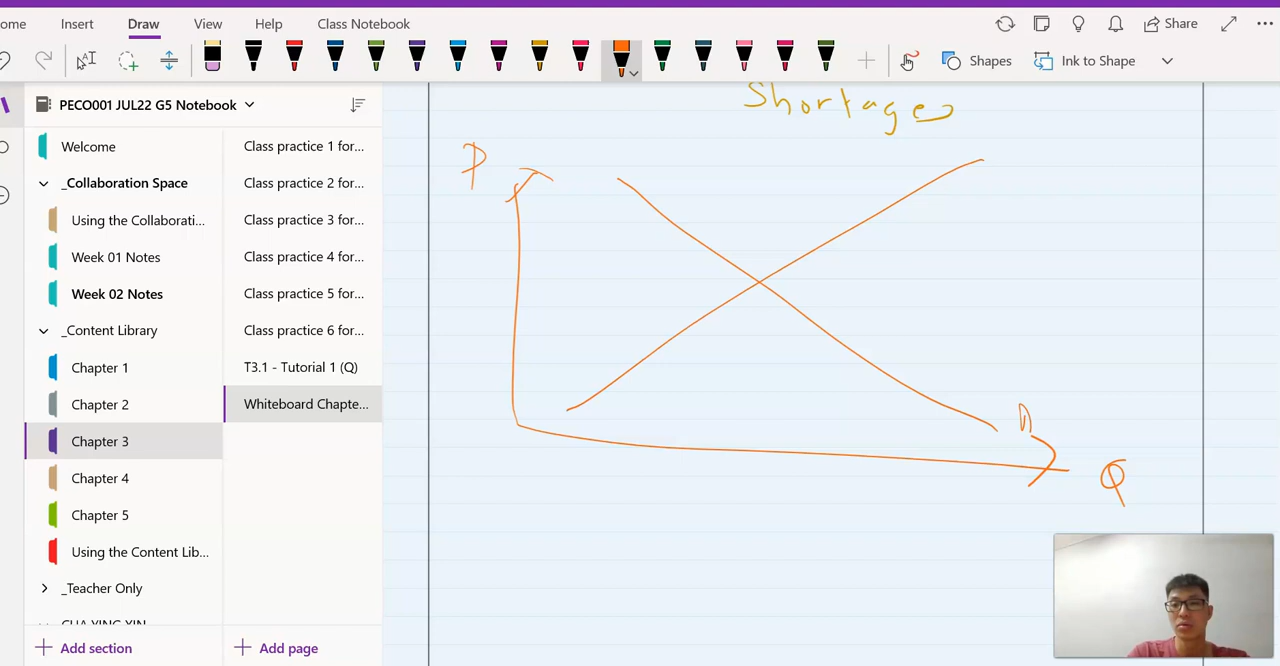 ome Insert Draw View Help Class Notebook Share
Shapes Ink to Shape
PECO001 JUL22 G5 Notebook
Welcome
_Collaboration Space
Using the Collaborati...
Week 01 Notes
Week 02 Notes
_Content Library
Chapter 1
Chapter 2
Chapter 3
Chapter 4
Chapter 5
Using the Content Lib...
_Teacher Only
CHA YING XIN
Add section
Class practice 1 for...
Class practice 2 for...
Class practice 3 for...
Class practice 4 for...
Class practice 5 for...
Class practice 6 for...
T3.1 - Tutorial 1 (Q)
Whiteboard Chapte...
Add page
Shortages
P
D
Q